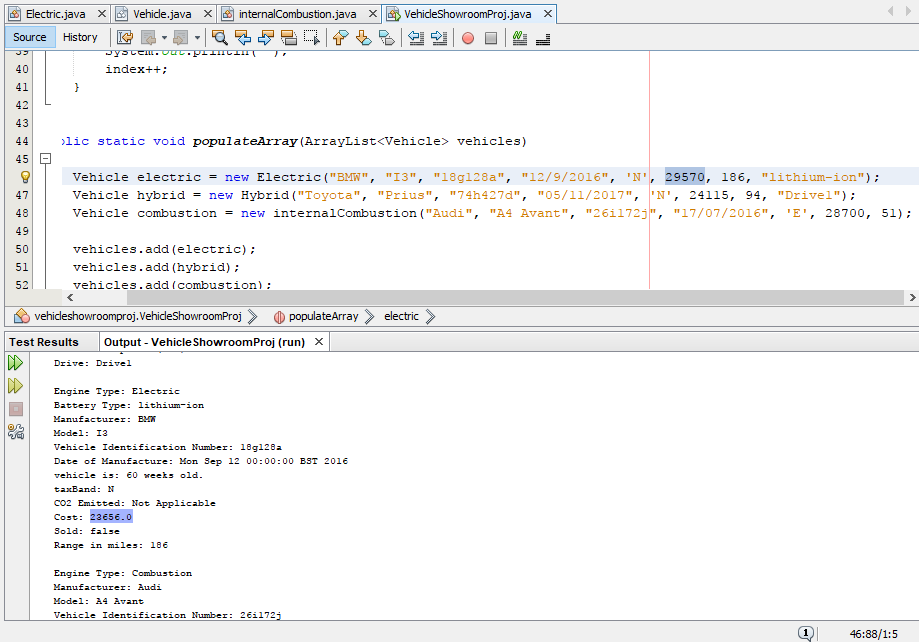 Electric.java Vehicle.java internalCombustion.java VehicleShowroomProj.java
Source History
39 System.out.println(" ");
40 index++;
41 }
42
43
44 blic static void populateArray(ArrayList<Vehicle> vehicles)
45
Vehicle electric = new Electric("BMW", "I3", "18g128a", "12/9/2016", 'N', 29570, 186, "lithium-ion");
47 Vehicle hybrid = new Hybrid("Toyota", "Prius", "74h427d", "05/11/2017", 'N', 24115, 94, "Drivel");
48 Vehicle combustion = new internalCombustion("Audi", "A4 Avant", "26i172j", "17/07/2016", 'E', 28700, 51);
49
50 vehicles.add(electric);
51 vehicles.add(hybrid);
52 vehicles.add(combustion);
vehicleshowroomproj.VehicleShowroomProj populateArray electric
Test Results Output - VehicleShowroomProj (run)
Drive: Drivel
Engine Type: Electric
Battery Type: lithium-ion
Manufacturer: BMW
Model: I3
Vehicle Identification Number: 18g128a
Date of Manufacture: Mon Sep 12 00:00:00 BST 2016
vehicle is: 60 weeks old.
taxBand: N
CO2 Emitted: Not Applicable
Cost: 23656.0
Sold: false
Range in miles: 186
Engine Type: Combustion
Manufacturer: Audi
Model: A4 Avant
Vehicle Identification Number: 26i172j
1 46:88/1:5